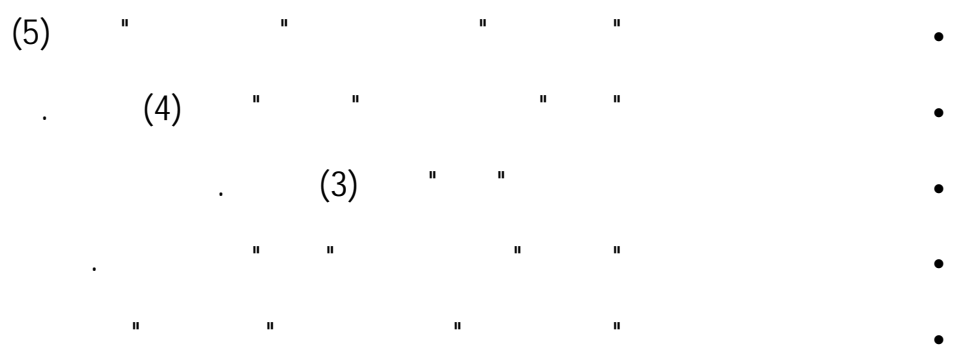 • " " " " (5)
• " " " " (4) .
• " " (3) .
• " " " " .
• " " " "